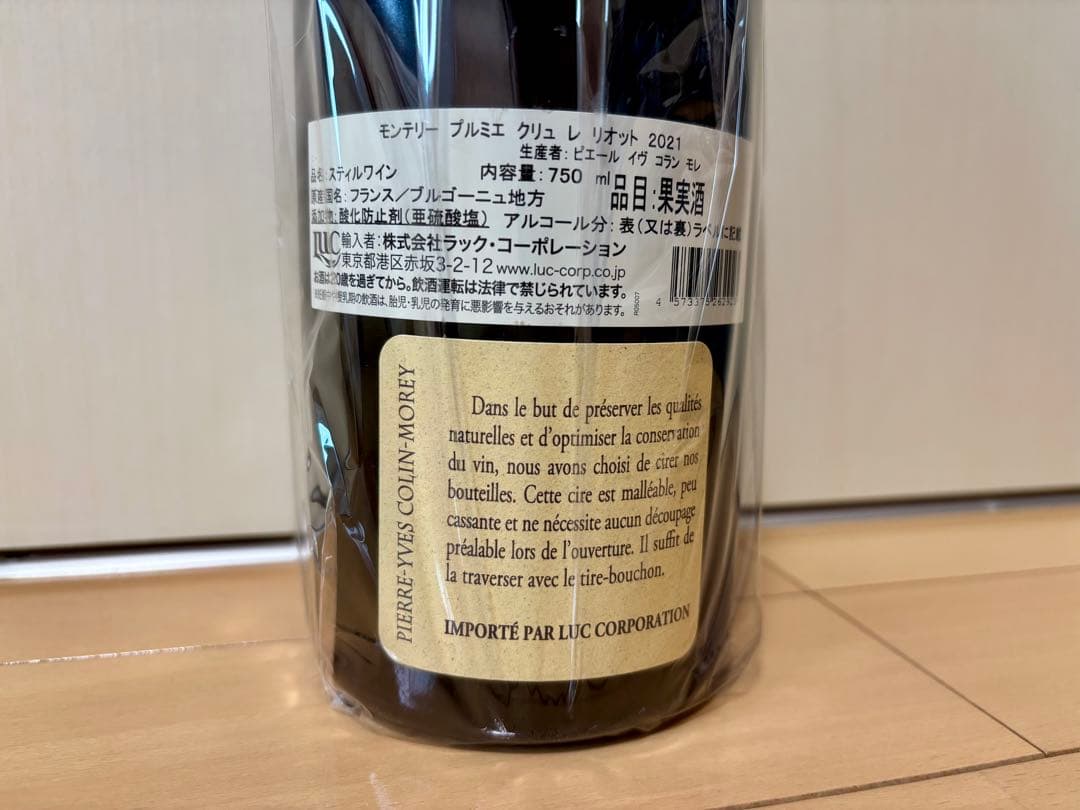 モンテリー プルミエ クリュ レ リオット 2021
生産者:ピエール イヴ コラン モレ
品名:スティルワイン 内容量:750 ml 品目:果実酒
原産国名:フランス/ブルゴーニュ地方
添加物:酸化防止剤(亜硫酸塩) アルコール分:表(又は裏)ラベルに
LUC 輸入者:株式会社ラック・コーポレーション
東京都港区赤坂3-2-12 www.luc-corp.co.jp
お酒は20歳を過ぎてから。飲酒運転は法律で禁じられています。
乳期の飲酒は、胎児・乳児の発育に悪影響を与えるおそれがあります。
R05007
4 573375
PIERRE-YVES COLIN-MOREY
Dans le but de préserver les qualités
naturelles et d'optimiser la conservation
du vin, nous avons choisi de cirer nos
bouteilles. Cette cire est malléable, peu
cassante et ne nécessite aucun découpage
préalable lors de l'ouverture. Il suffit de
la traverser avec le tire-bouchon.
IMPORTÉ PAR LUC CORPORATION